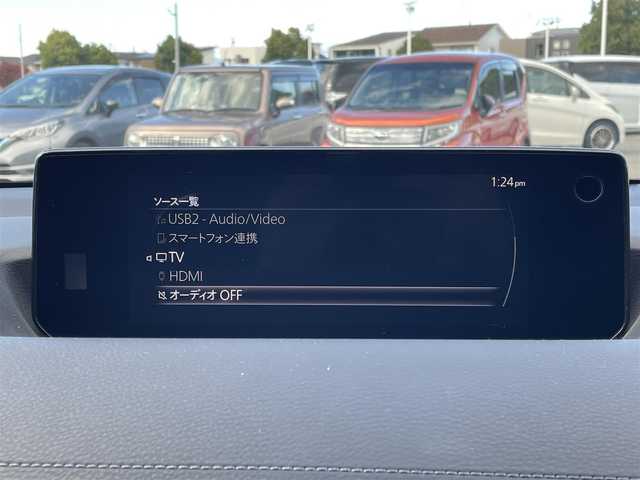 1:24pm
ソース一覧
USB2 - Audio/Video
スマートフォン連携
TV
HDMI
オーディオ OFF